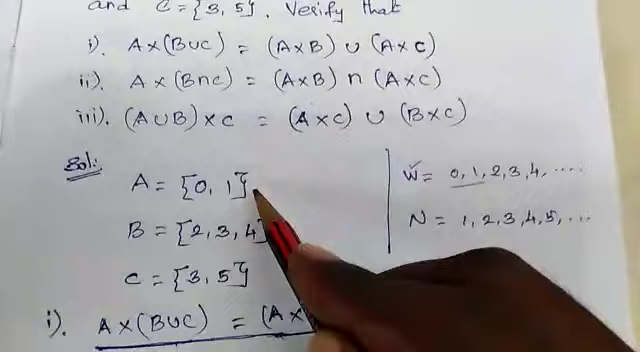 and C = {3, 5}. Verify that
i). A×(B∪C) = (A×B) ∪ (A×C)
ii). A×(B∩C) = (A×B) ∩ (A×C)
iii). (A∪B)×C = (A×C) ∪ (B×C)
Sol:
A = {0, 1}
B = {2, 3, 4}
C = {3, 5}
W = 0, 1, 2, 3, 4, .....
N = 1, 2, 3, 4, 5, ...
i). A×(B∪C) = (A×